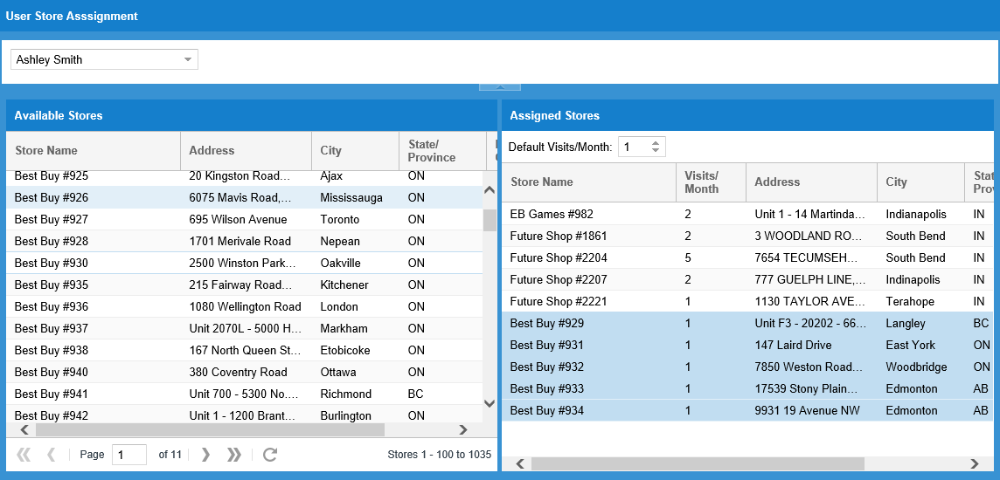 User Store Asssignment
Ashley Smith
Available Stores
Store Name Address City State/ Province
Best Buy #925 20 Kingston Road... Ajax ON
Best Buy #926 6075 Mavis Road,... Mississauga ON
Best Buy #927 695 Wilson Avenue Toronto ON
Best Buy #928 1701 Merivale Road Nepean ON
Best Buy #930 2500 Winston Park... Oakville ON
Best Buy #935 215 Fairway Road... Kitchener ON
Best Buy #936 1080 Wellington Road London ON
Best Buy #937 Unit 2070L - 5000 H... Markham ON
Best Buy #938 167 North Queen St... Etobicoke ON
Best Buy #940 380 Coventry Road Ottawa ON
Best Buy #941 Unit 700 - 5300 No.... Richmond BC
Best Buy #942 Unit 1 - 1200 Brant... Burlington ON
Page 1 of 11 Stores 1 - 100 to 1035
Assigned Stores
Default Visits/Month: 1
Store Name Visits/ Month Address City Stat Prov
EB Games #982 2 Unit 1 - 14 Martinda... Indianapolis IN
Future Shop #1861 2 3 WOODLAND RO... South Bend IN
Future Shop #2204 5 7654 TECUMSEH... South Bend IN
Future Shop #2207 2 777 GUELPH LINE,... Indinapolis IN
Future Shop #2221 1 1130 TAYLOR AVE... Terahope IN
Best Buy #929 1 Unit F3 - 20202 - 66... Langley BC
Best Buy #931 1 147 Laird Drive East York ON
Best Buy #932 1 7850 Weston Road... Woodbridge ON
Best Buy #933 1 17539 Stony Plain... Edmonton AB
Best Buy #934 1 9931 19 Avenue NW Edmonton AB